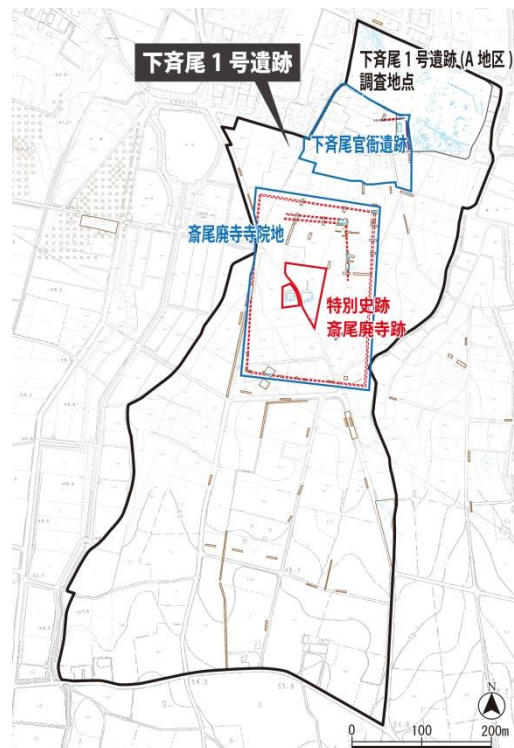 下斉尾1号遺跡(A地区)
調査地点
下斉尾1号遺跡
下斉尾官衙遺跡
斎尾廃寺寺院地
特別史跡
斎尾廃寺跡
N
0 100 200m